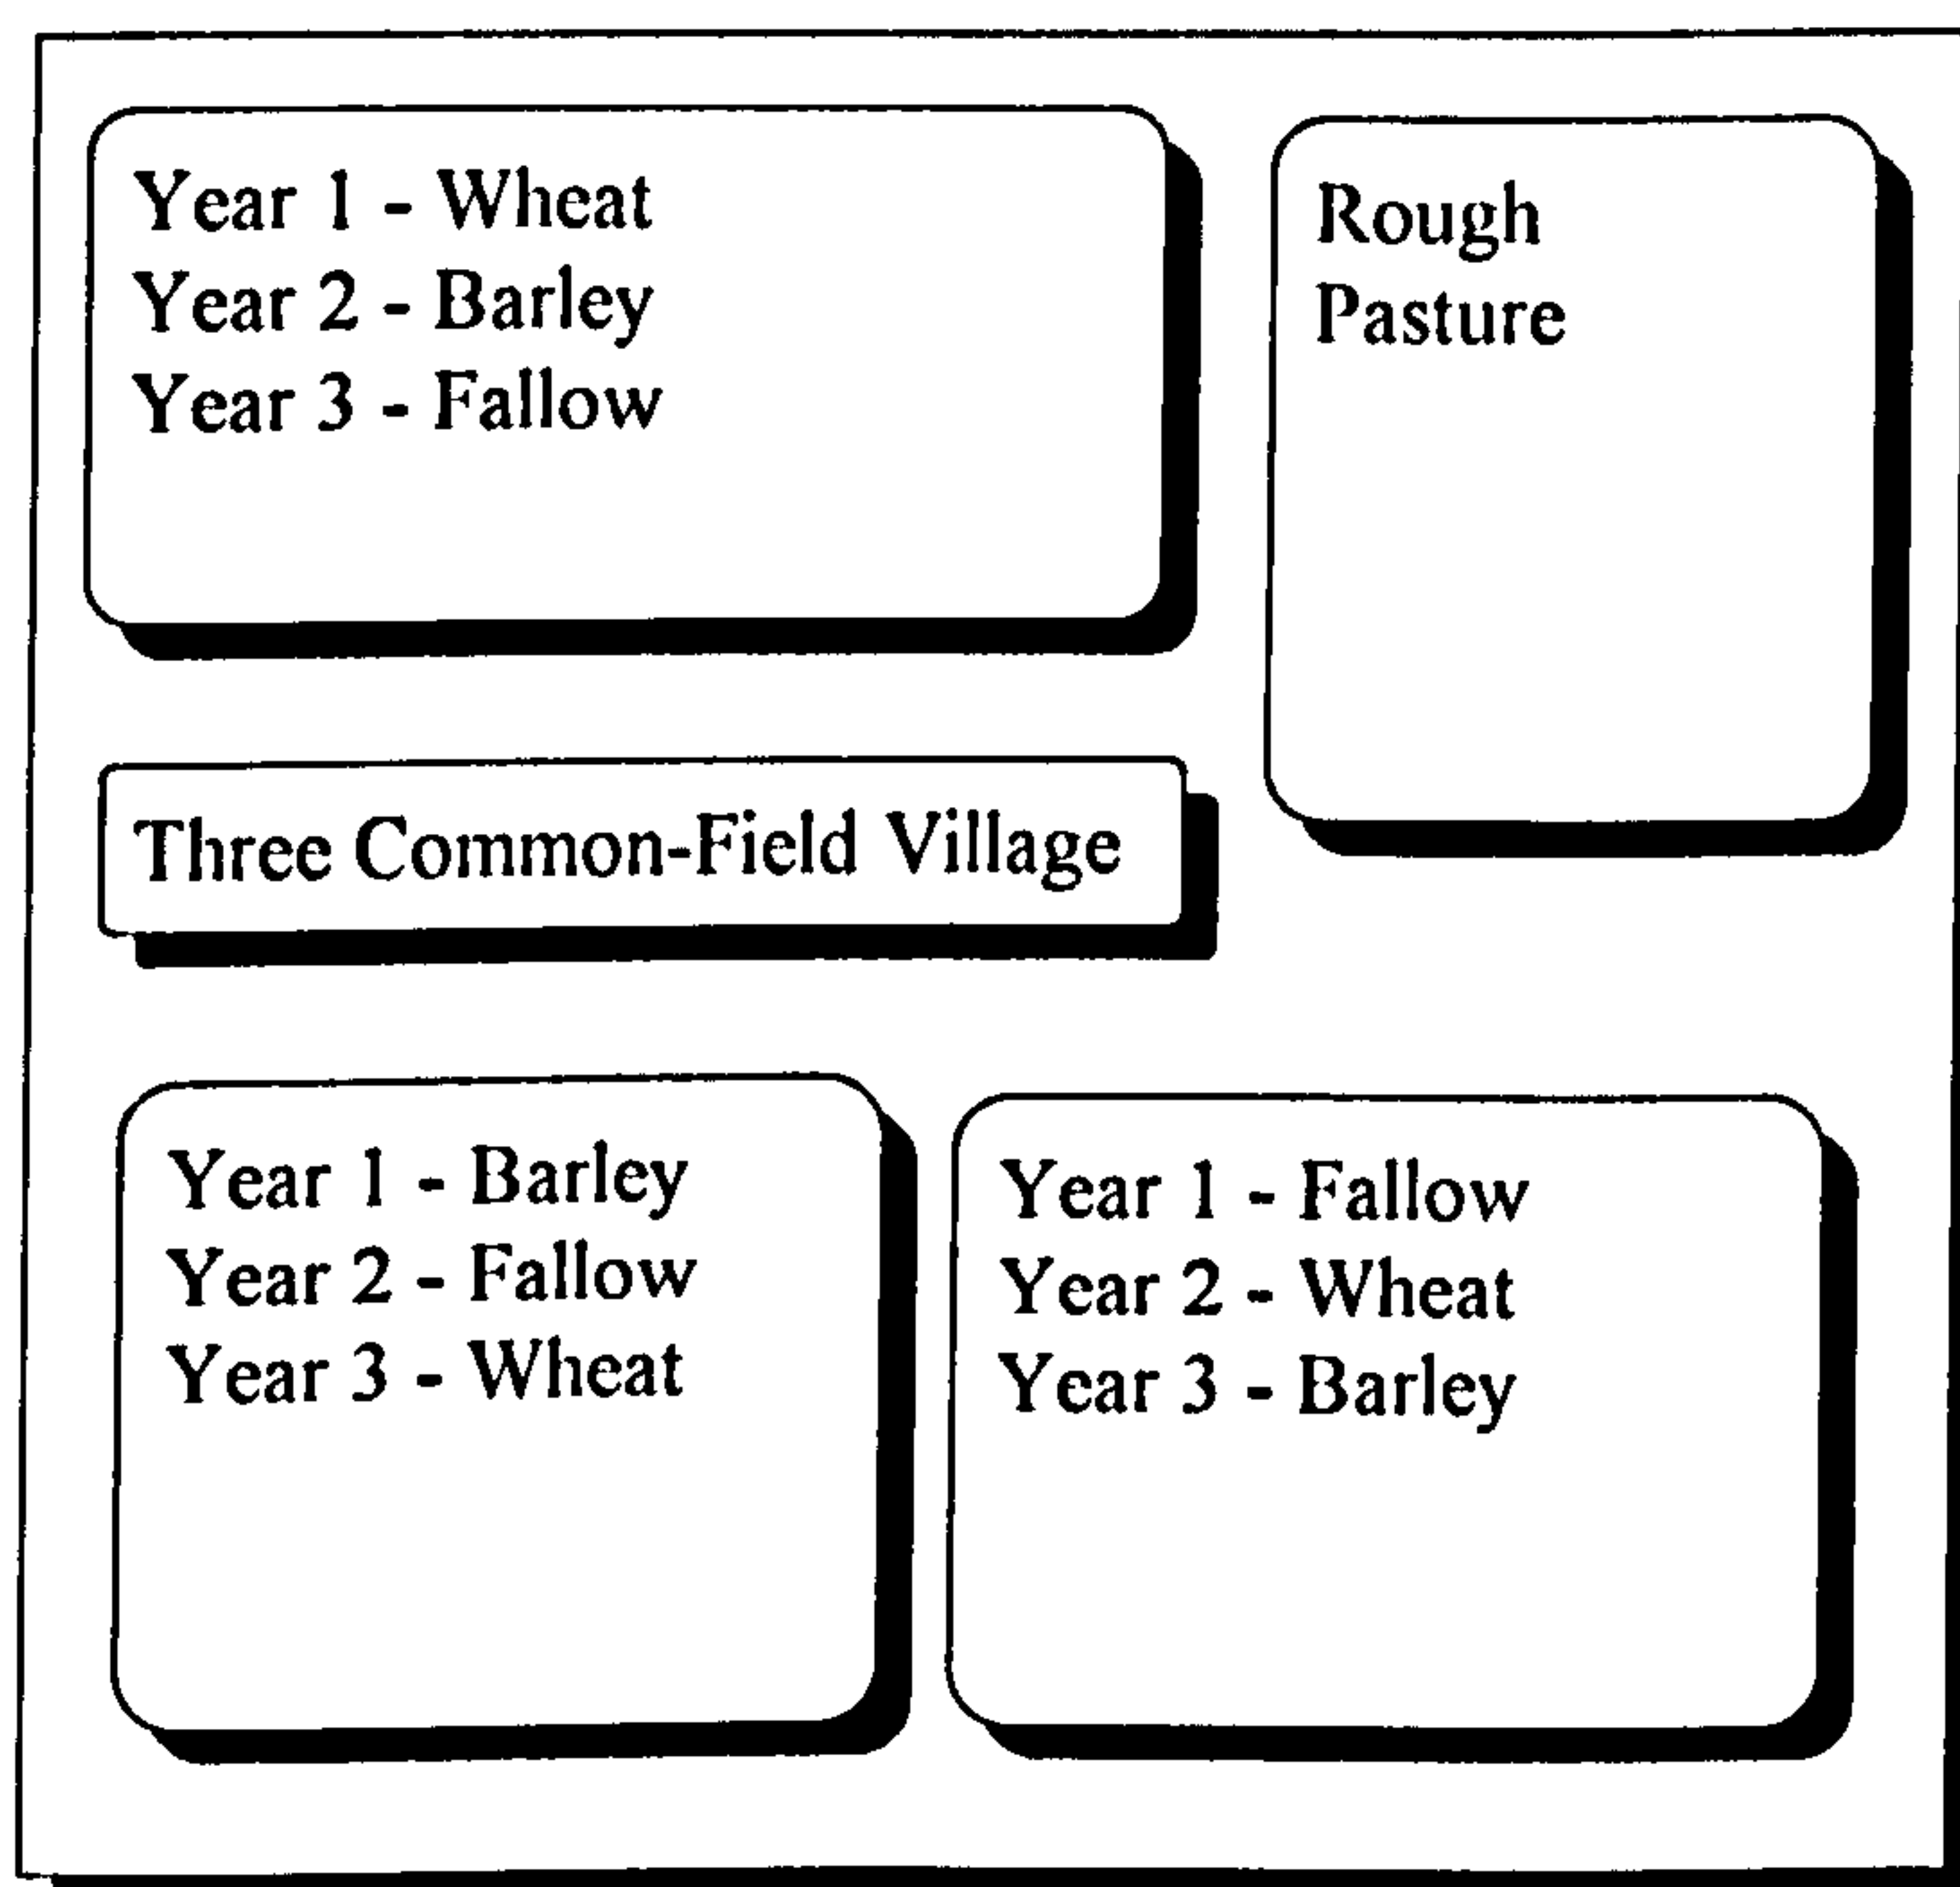 Year 1 - Wheat
Year 2 - Barley
Year 3 - Fallow
Rough
Pasture
Three Common-Field Village
Year 1 - Barley
Year 2 - Fallow
Year 3 - Wheat
Year 1 - Fallow
Year 2 - Wheat
Year 3 - Barley